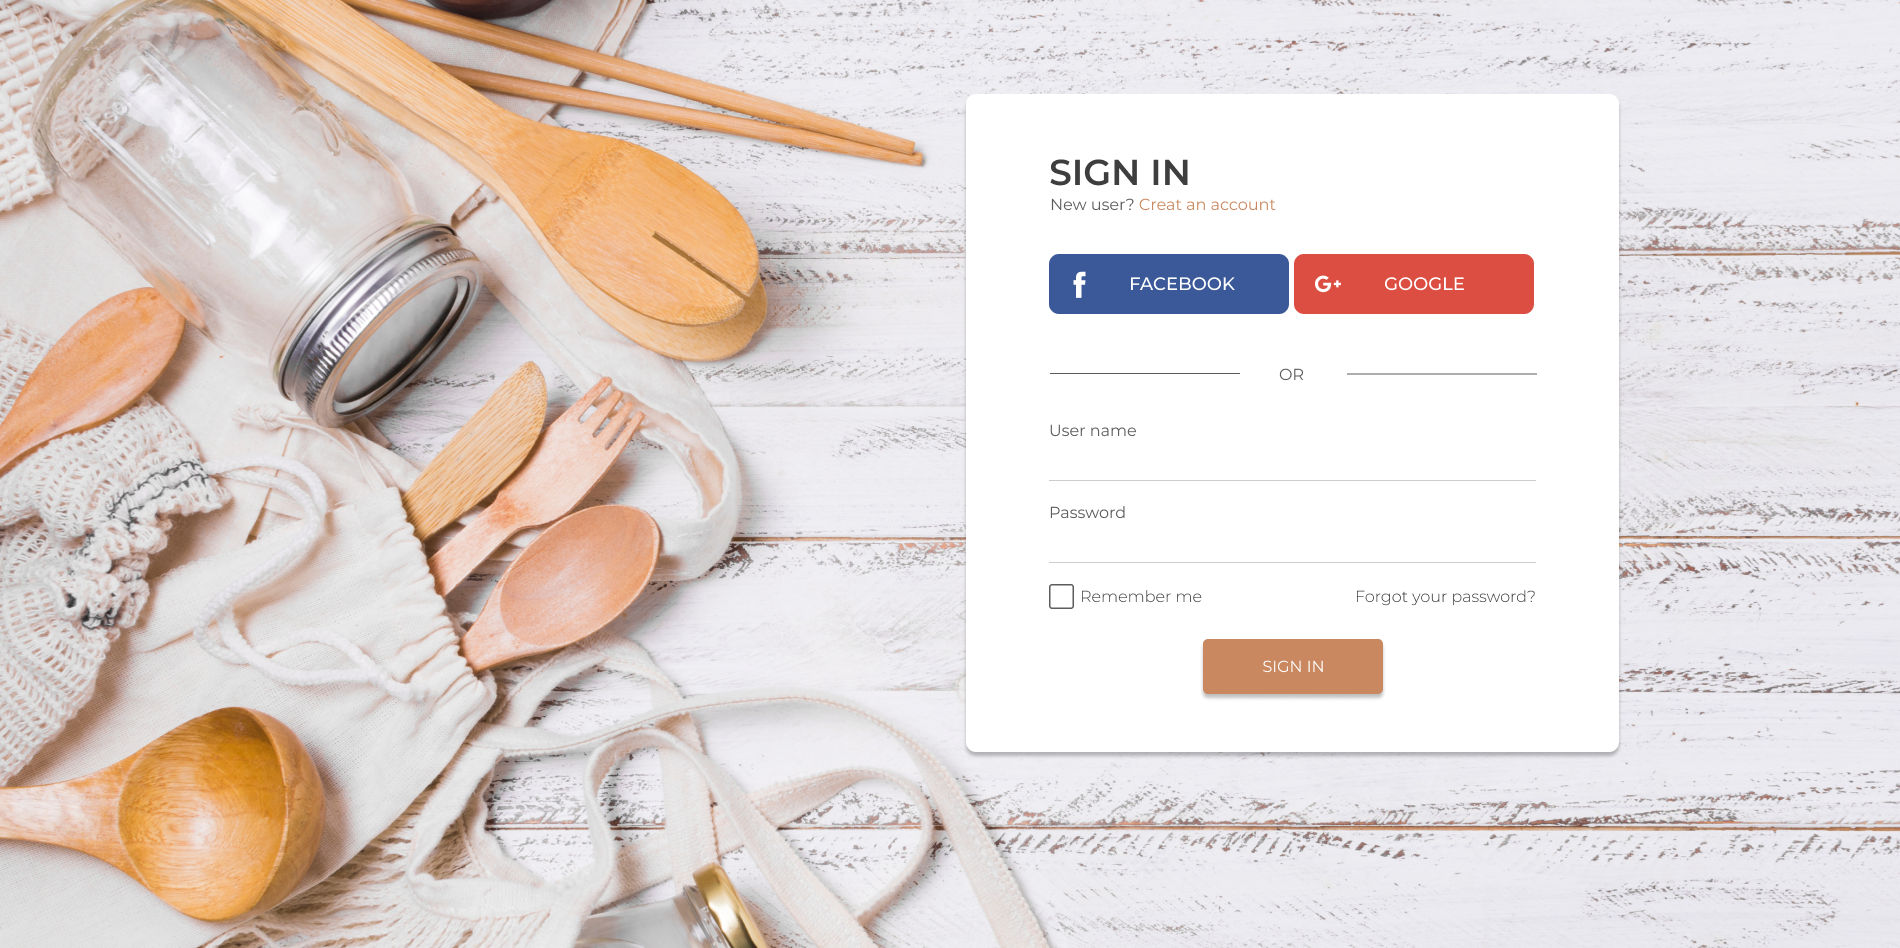 SIGN IN
New user? Creat an account
FACEBOOK
G+ GOOGLE
OR
User name
Password
Remember me
Forgot your password?
SIGN IN